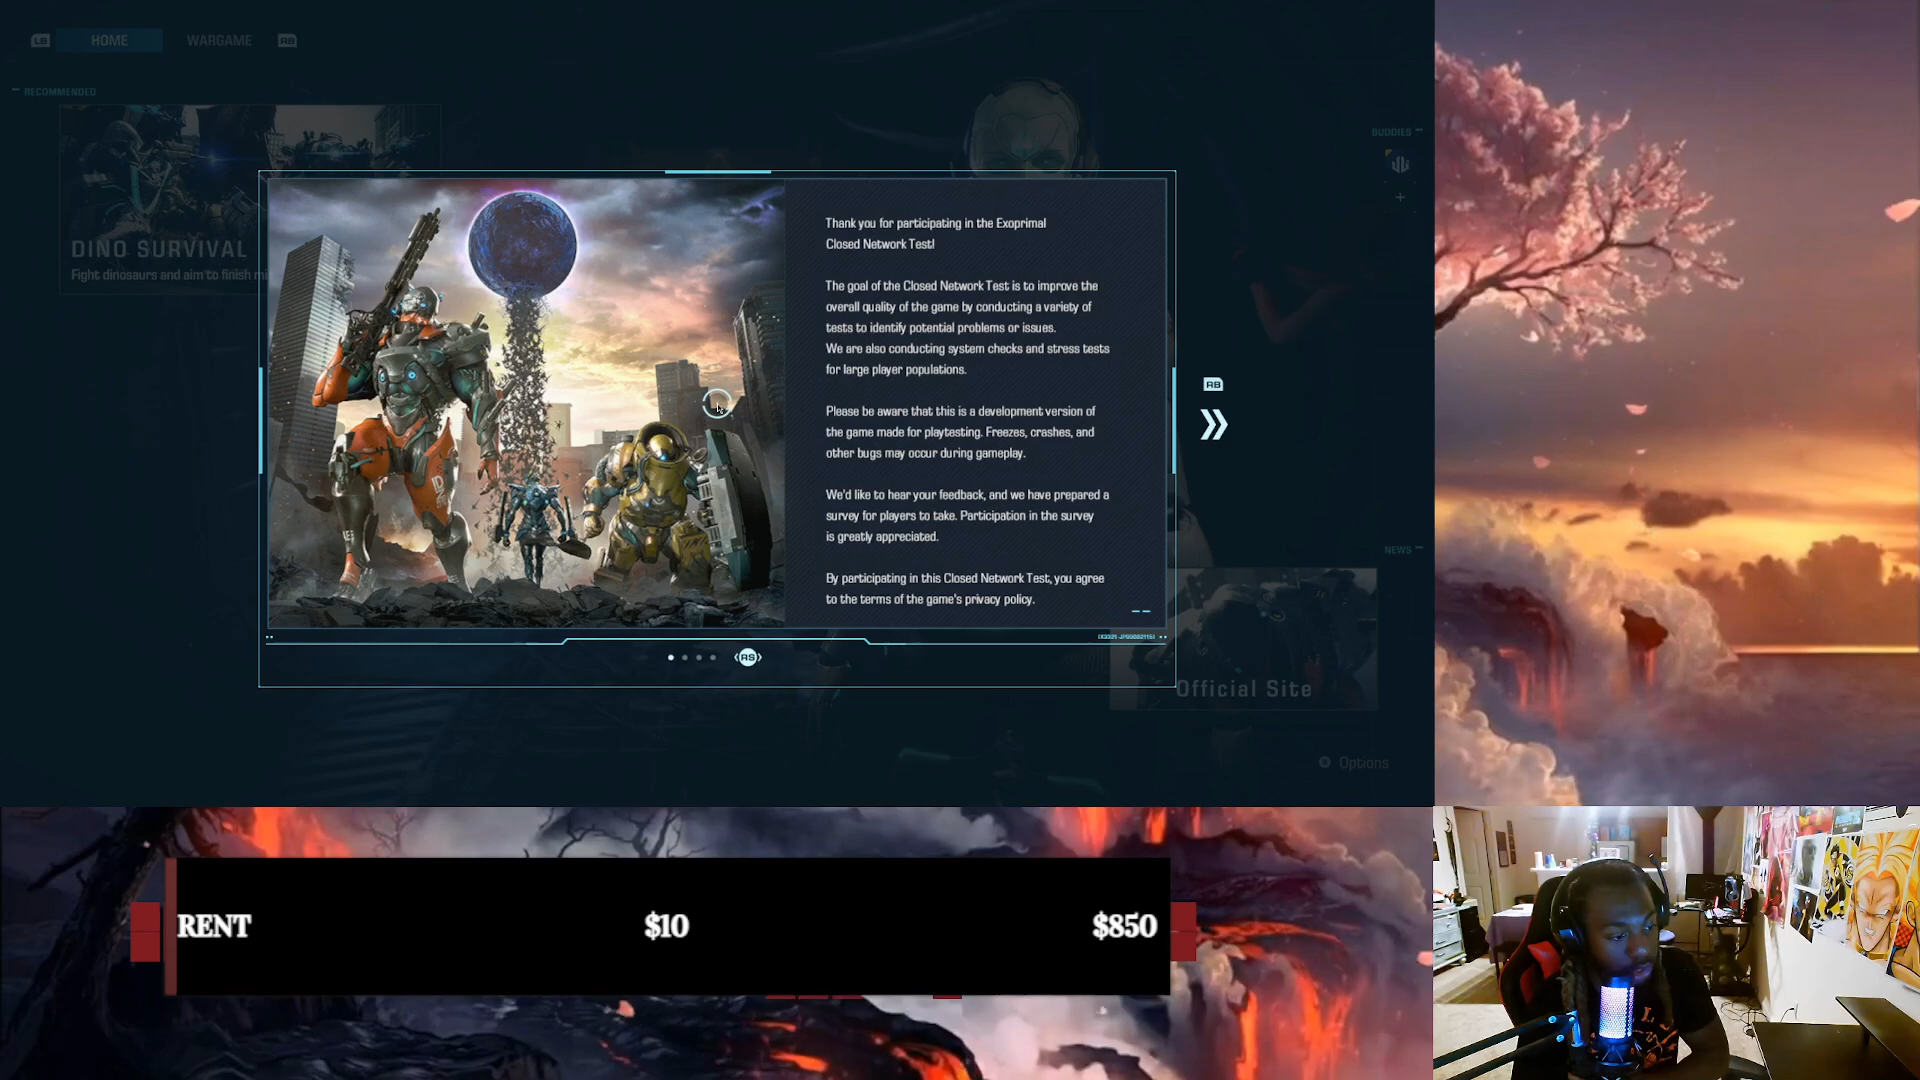 LB HOME WARGAME RB
RECOMMENDED
DINO SURVIVAL
Fight dinosaurs and aim to finish
BUDDIES
Thank you for participating in the Exoprimal
Closed Network Test!
The goal of the Closed Network Test is to improve the
overall quality of the game by conducting a variety of
tests to identify potential problems or issues.
We are also conducting system checks and stress tests
for large player populations.
Please be aware that this is a development version of
the game made for playtesting. Freezes, crashes, and
other bugs may occur during gameplay.
We'd like to hear your feedback, and we have prepared a
survey for players to take. Participation in the survey
is greatly appreciated.
By participating in this Closed Network Test, you agree
to the terms of the game's privacy policy.
RB
RS
NEWS
Official Site
Options
RENT $10 $850